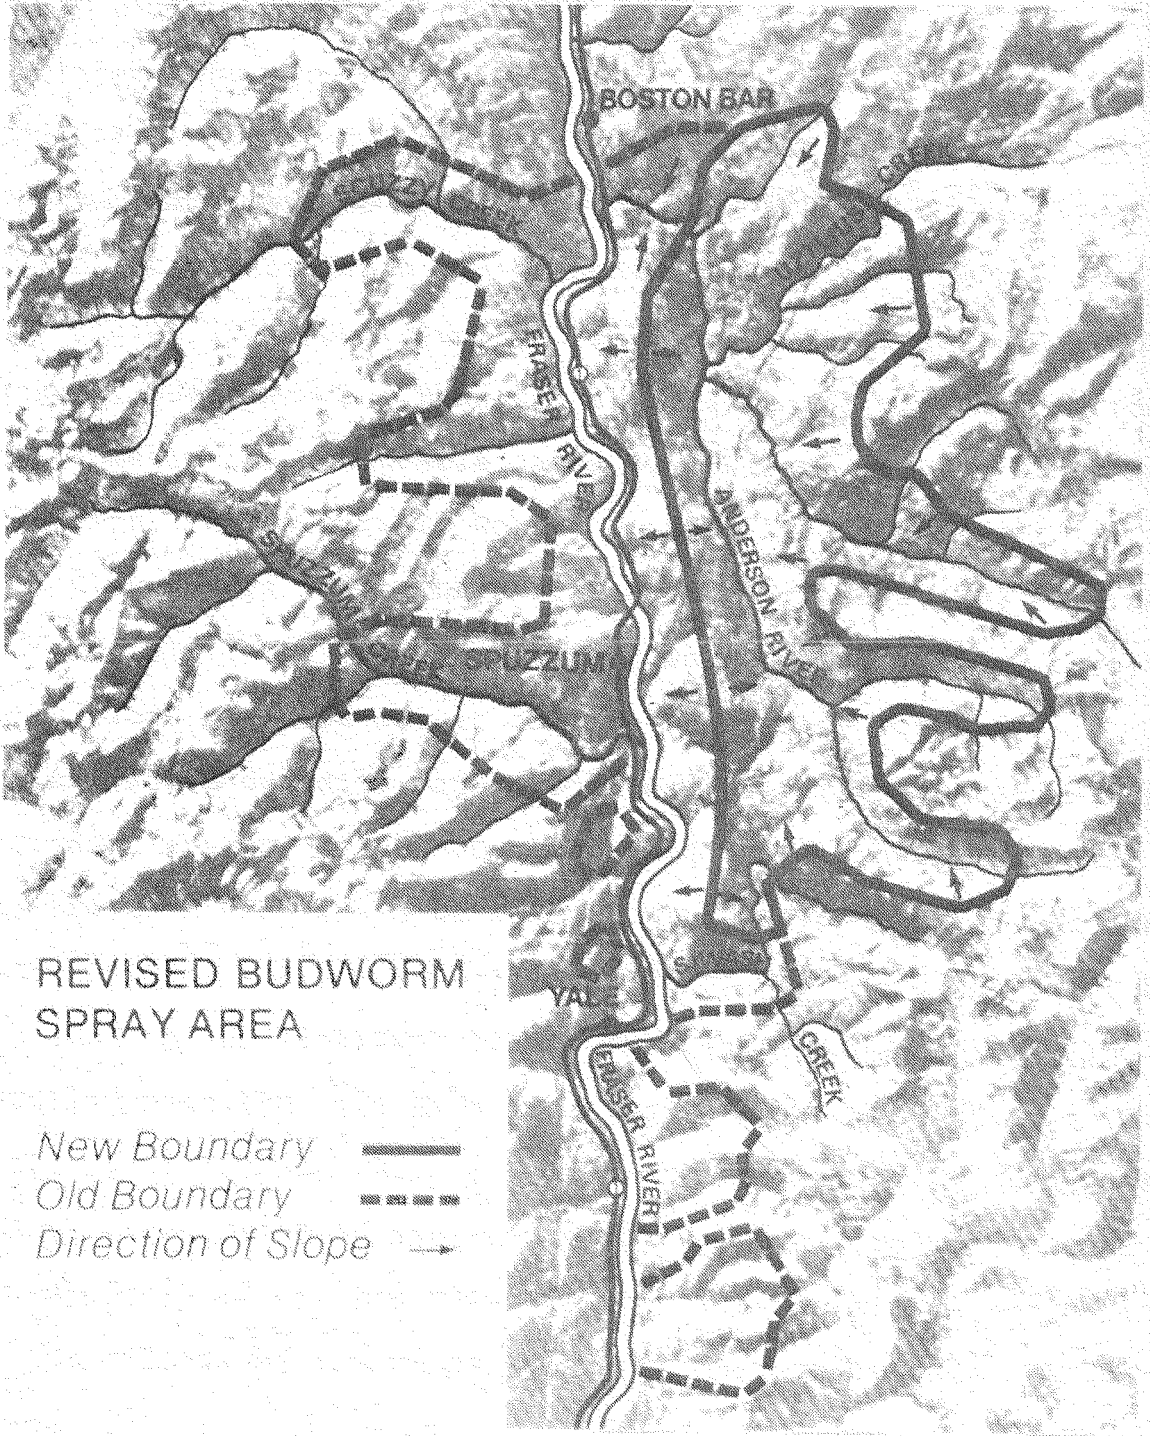 BOSTON BAR
CREEK
FRASER RIVER
ANDERSON RIVER
SPUZZUM
CREEK
SPUZZUM
CREEK
FRASER RIVER
REVISED BUDWORM
SPRAY AREA
New Boundary
Old Boundary
Direction of Slope